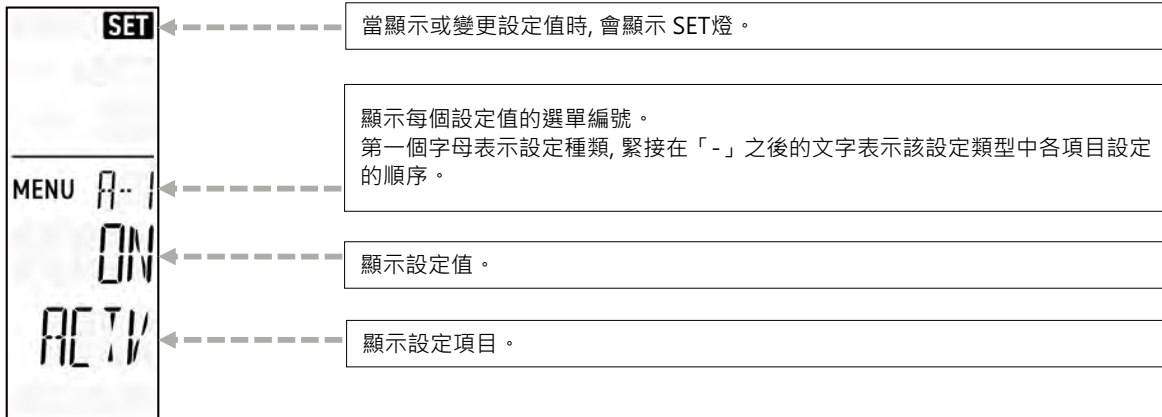 SET
當顯示或變更設定值時, 會顯示 SET燈。
顯示每個設定值的選單編號。
第一個字母表示設定種類, 緊接在「-」之後的文字表示該設定類型中各項目設定
的順序。
MENU A-1
ON
顯示設定值。
ACTV
顯示設定項目。